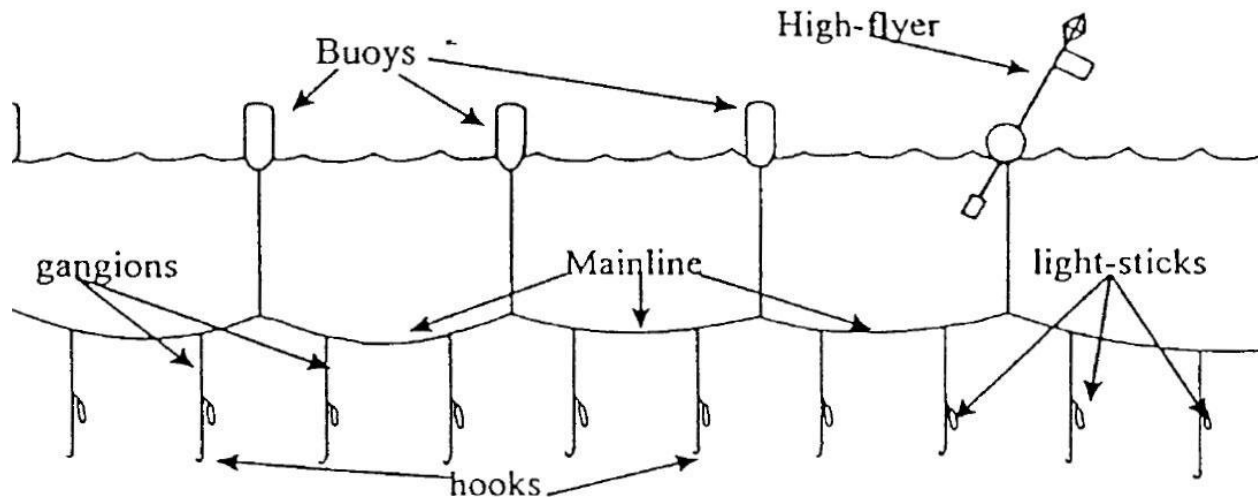 High-flyer
Buoys
gangions
Mainline
light-sticks
hooks